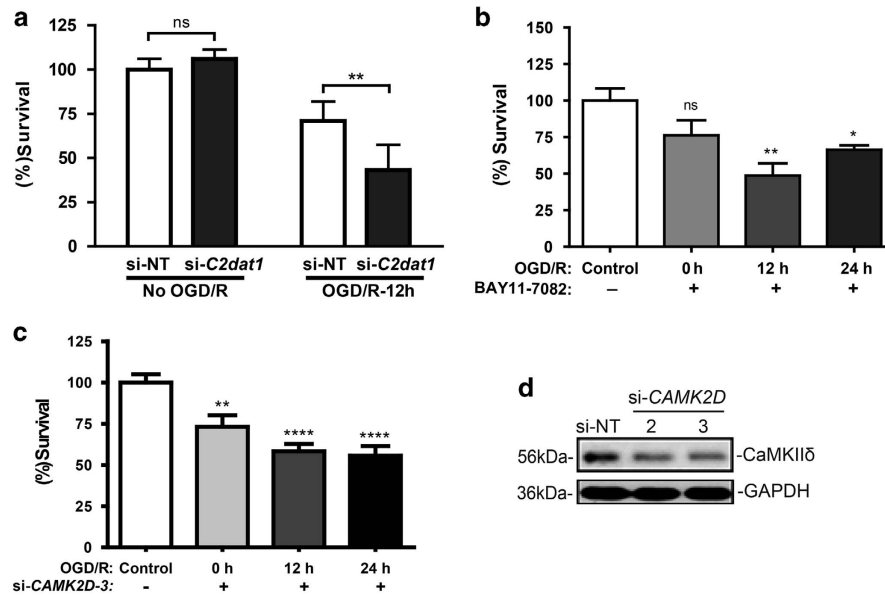 a
125
100
75
50
25
0
(%)Survival
ns
**
si-NT si-C2dat1 si-NT si-C2dat1
No OGD/R OGD/R-12h
b
150
125
100
75
50
25
0
(%) Survival
ns
**
*
OGD/R: Control 0 h 12 h 24 h
BAY11-7082: – + + +
c
125
100
75
50
25
0
(%)Survival
**
****
****
OGD/R: Control 0 h 12 h 24 h
si-CAMK2D-3: - + + +
d
si-CAMK2D
si-NT 2 3
56kDa- -CaMKIIδ
36kDa- -GAPDH